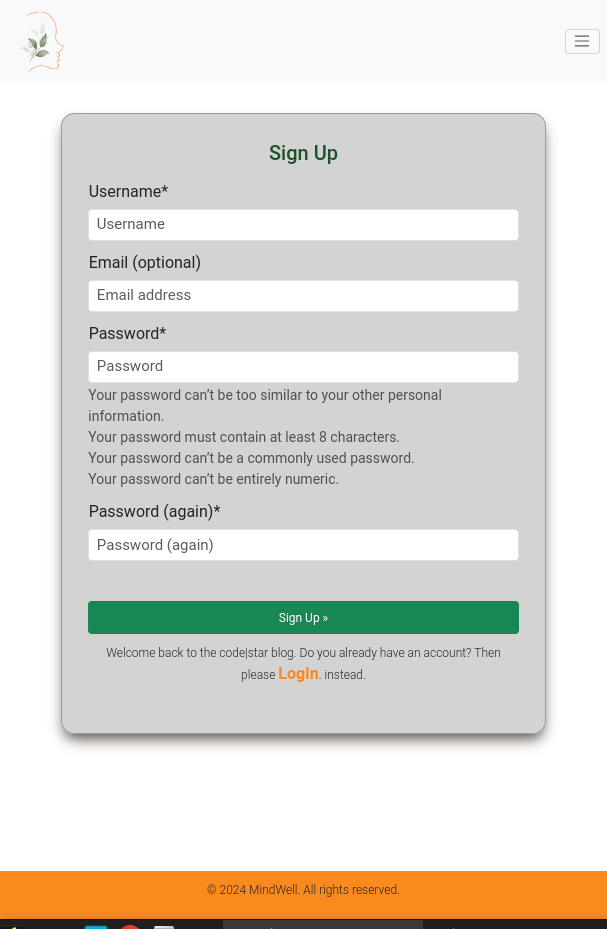 Sign Up
Username*
Username
Email (optional)
Email address
Password*
Password
Your password can’t be too similar to your other personal
information.
Your password must contain at least 8 characters.
Your password can’t be a commonly used password.
Your password can’t be entirely numeric.
Password (again)*
Password (again)
Sign Up »
Welcome back to the code|star blog. Do you already have an account? Then
please LogIn. instead.
© 2024 MindWell. All rights reserved.